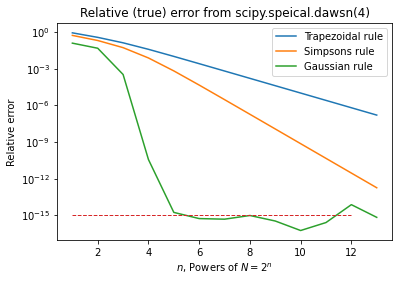 Relative (true) error from scipy.speical.dawsn(4)
Trapezoidal rule
Simpsons rule
Gaussian rule
Relative error
10⁰
10⁻³
10⁻⁶
10⁻⁹
10⁻¹²
10⁻¹⁵
2 4 6 8 10 12
n, Powers of N = 2ⁿ